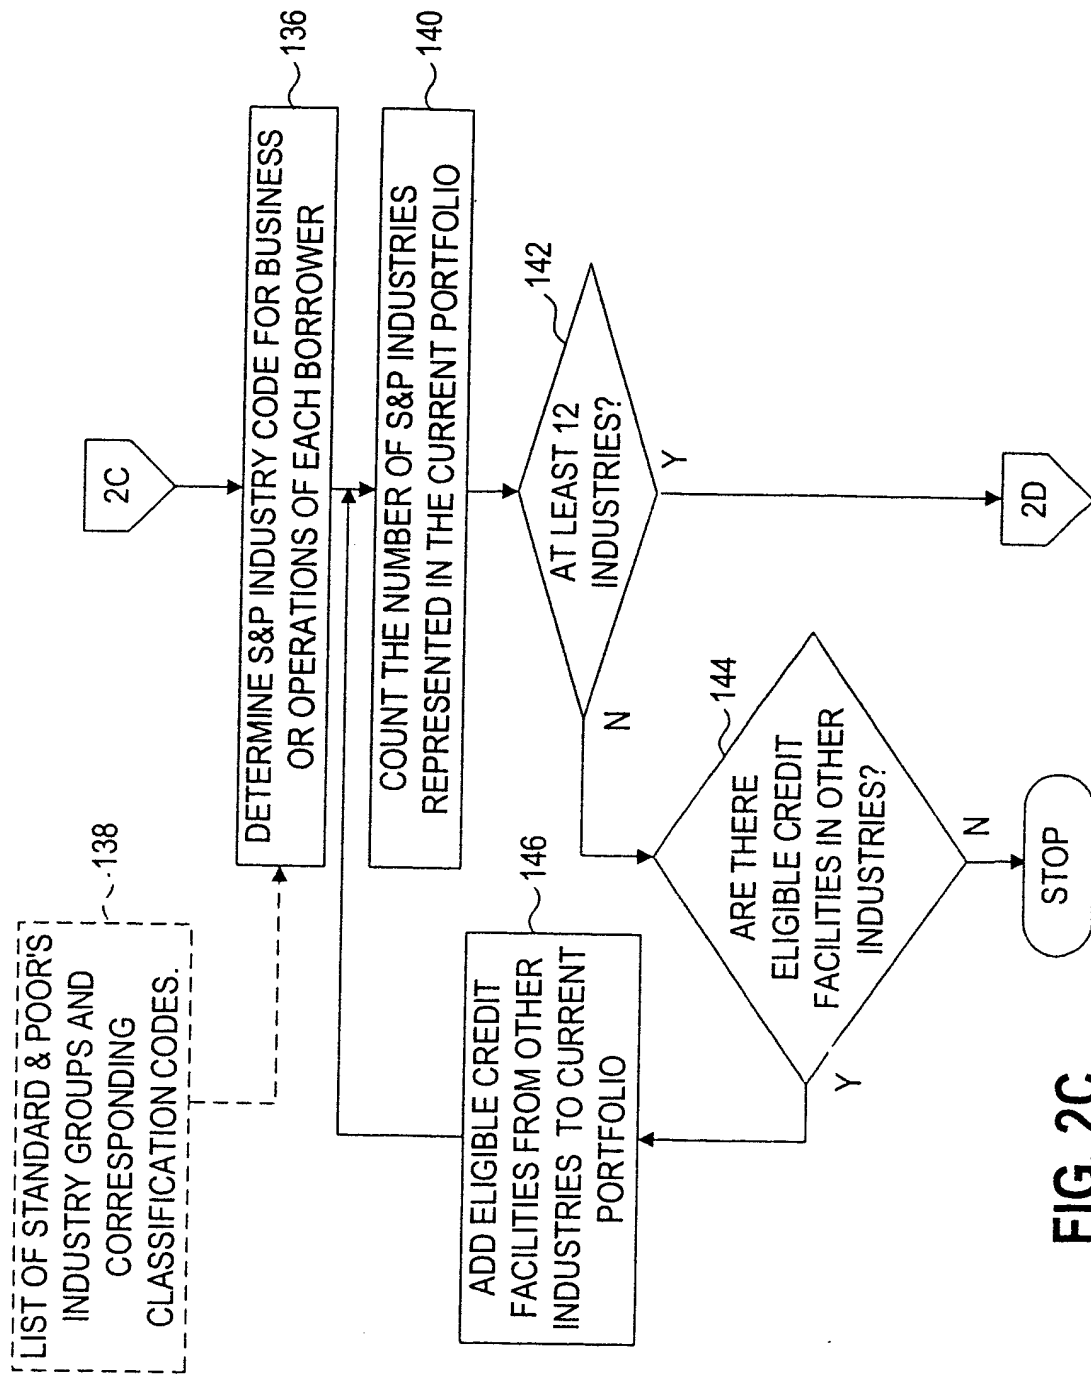 2C
LIST OF STANDARD & POOR'S
INDUSTRY GROUPS AND
CORRESPONDING
CLASSIFICATION CODES.
138
DETERMINE S&P INDUSTRY CODE FOR BUSINESS
OR OPERATIONS OF EACH BORROWER
136
COUNT THE NUMBER OF S&P INDUSTRIES
REPRESENTED IN THE CURRENT PORTFOLIO
140
AT LEAST 12
INDUSTRIES?
142
N
Y
ADD ELIGIBLE CREDIT
FACILITIES FROM OTHER
INDUSTRIES TO CURRENT
PORTFOLIO
146
ARE THERE
ELIGIBLE CREDIT
FACILITIES IN OTHER
INDUSTRIES?
144
Y
N
STOP
2D
FIG. 2C